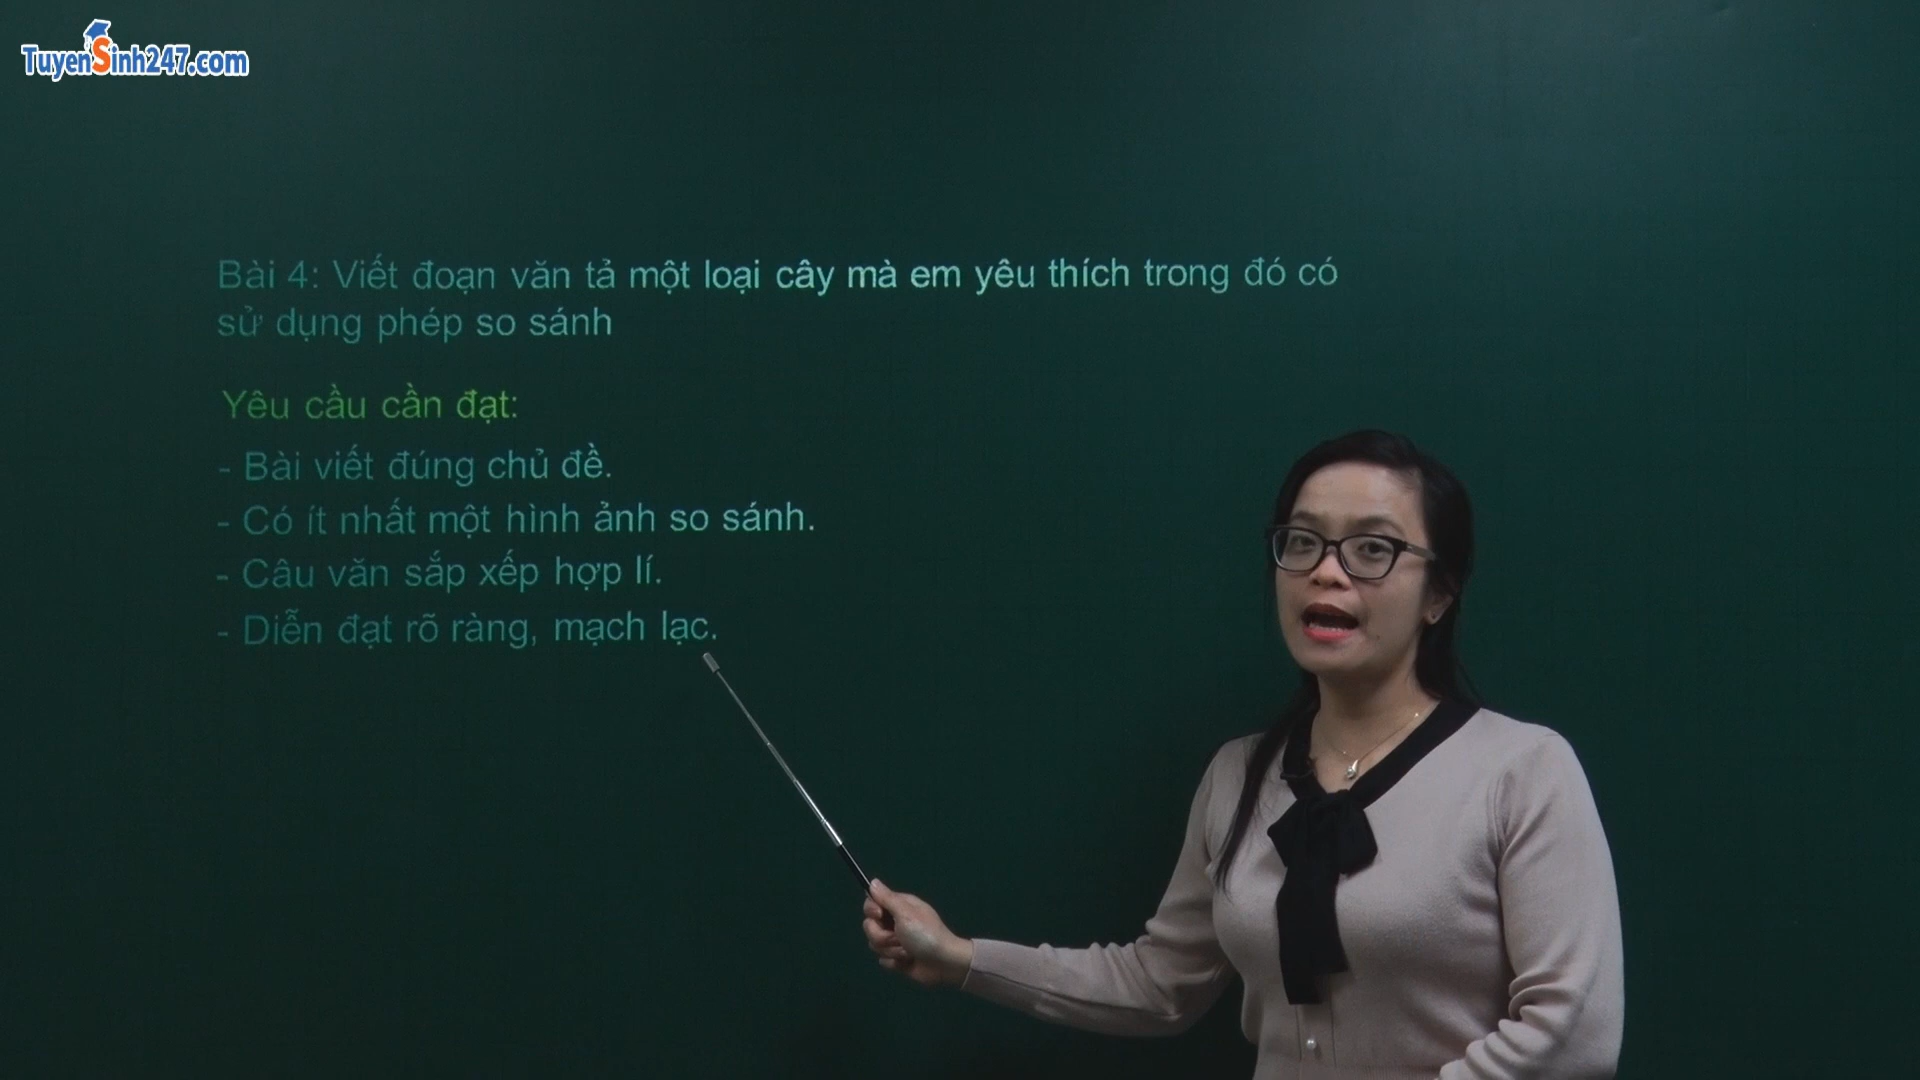 TuyenSinh247.com
Bài 4: Viết đoạn văn tả một loại cây mà em yêu thích trong đó có
sử dụng phép so sánh
Yêu cầu cần đạt:
- Bài viết đúng chủ đề.
- Có ít nhất một hình ảnh so sánh.
- Câu văn sắp xếp hợp lí.
- Diễn đạt rõ ràng, mạch lạc.